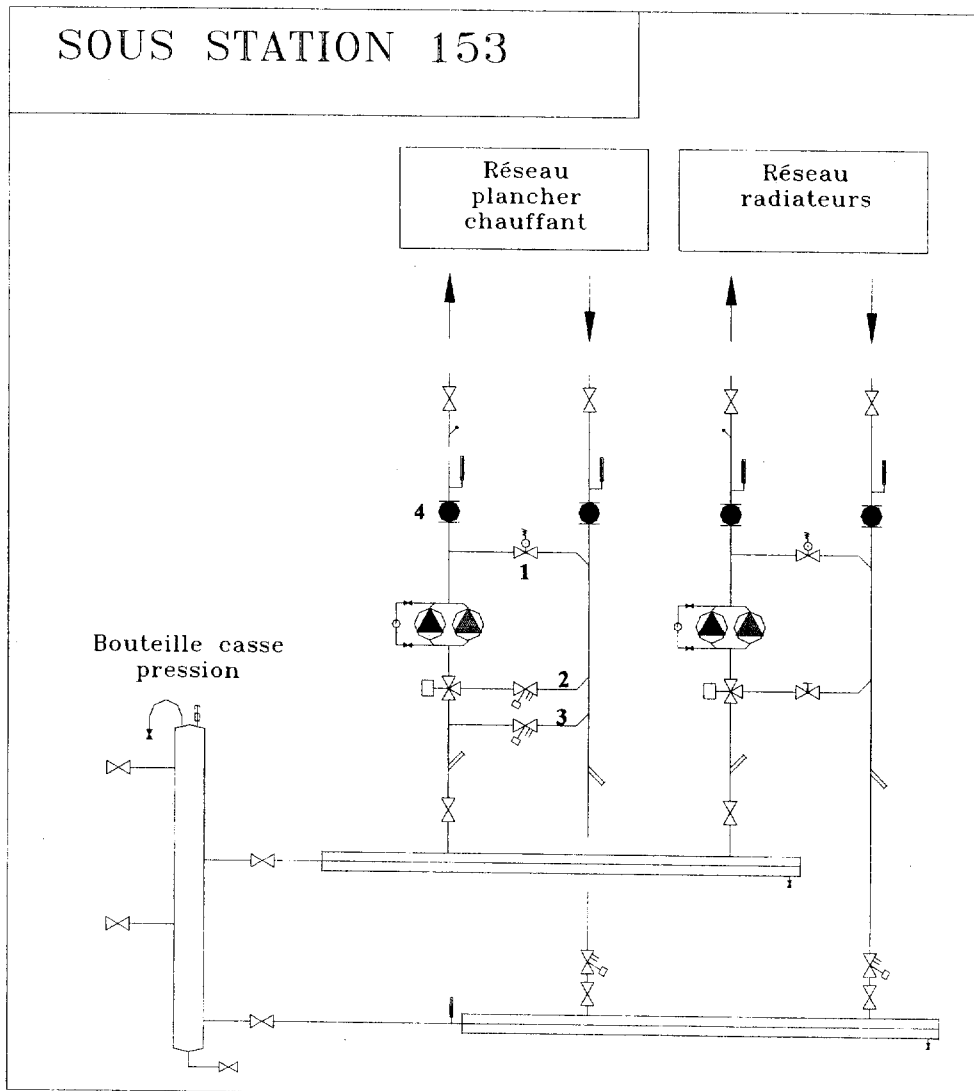 SOUS STATION 153
Réseau
plancher
chauffant
Réseau
radiateurs
4
1
2
3
Bouteille casse
pression